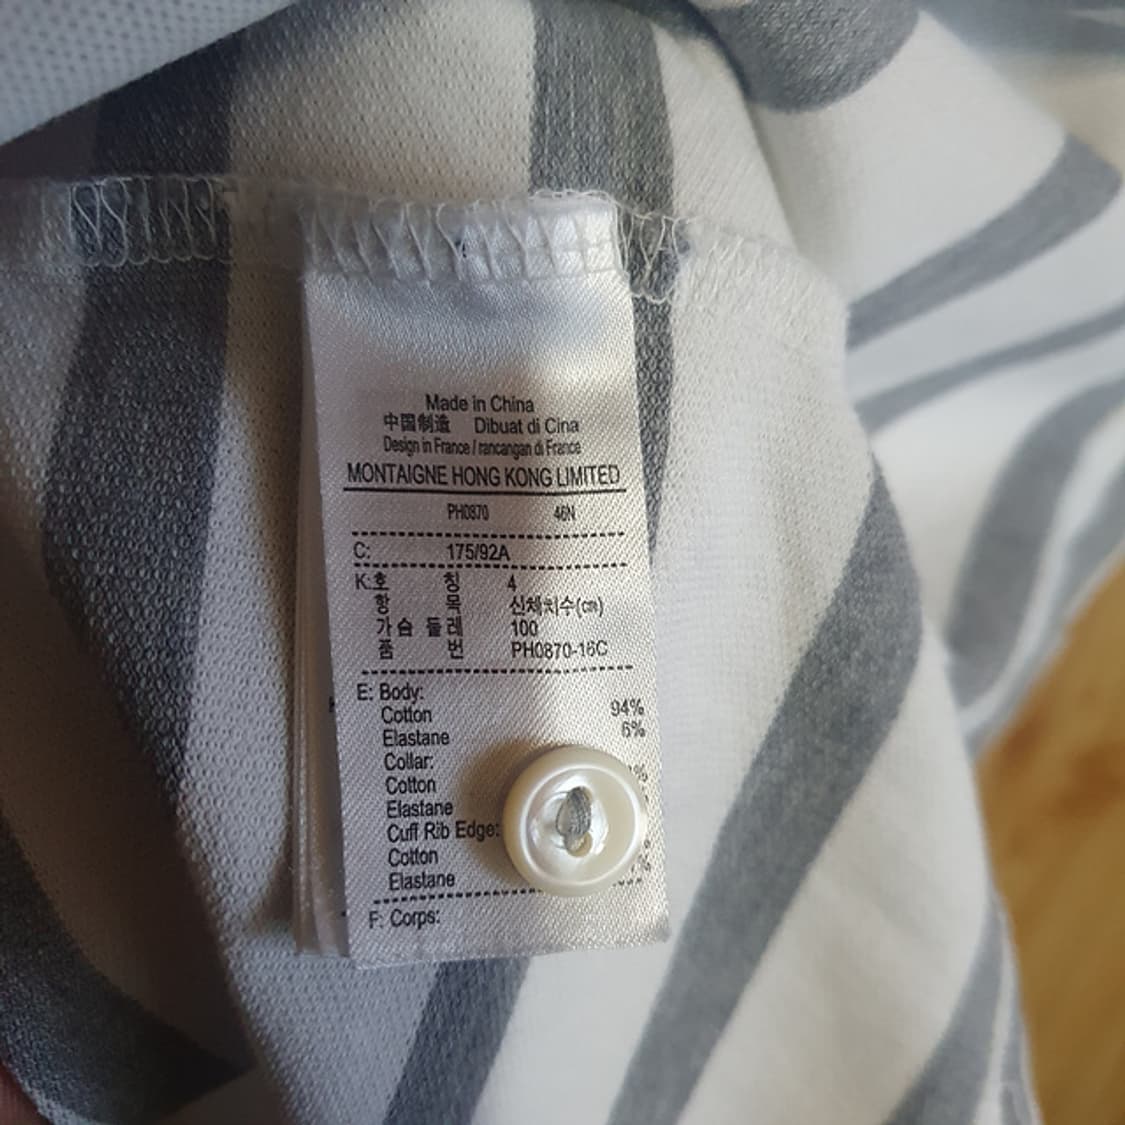 Made in China
中国制造 Dibuat di Cina
Design in France / rancangan di France
MONTAIGNE HONG KONG LIMITED
PH0870 46N
C: 175/92A
K:호 칭 4
항 목 신체치수(cm)
가슴 둘레 100
품 번 PH0870-16C
E: Body:
Cotton 94%
Elastane 6%
Collar:
Cotton %
Elastane
Cuff Rib Edge:
Cotton
Elastane %
F: Corps: